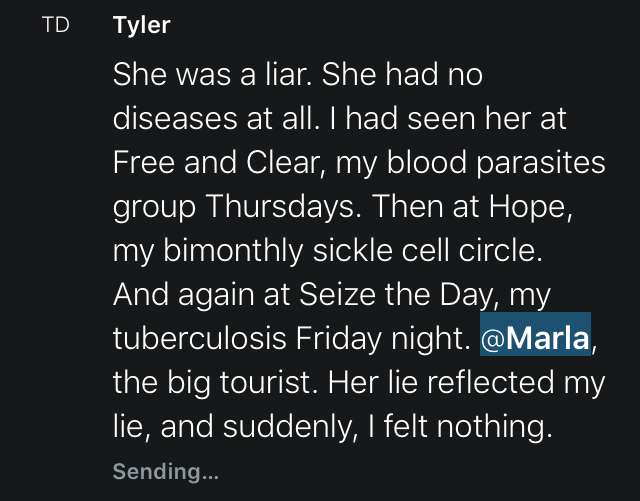 TD Tyler
She was a liar. She had no
diseases at all. I had seen her at
Free and Clear, my blood parasites
group Thursdays. Then at Hope,
my bimonthly sickle cell circle.
And again at Seize the Day, my
tuberculosis Friday night. @Marla,
the big tourist. Her lie reflected my
lie, and suddenly, I felt nothing.
Sending...